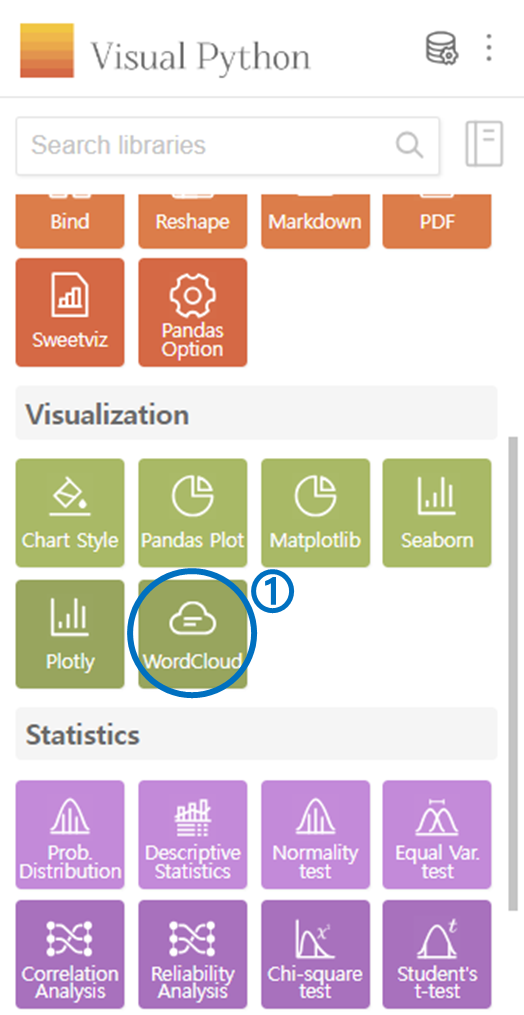 Visual Python
Search libraries
Bind
Reshape
Markdown
PDF
Sweetviz
Pandas
Option
Visualization
Chart Style
Pandas Plot
Matplotlib
Seaborn
Plotly
WordCloud
①
Statistics
Prob.
Distribution
Descriptive
Statistics
Normality
test
Equal Var.
test
Correlation
Analysis
Reliability
Analysis
x²
Chi-square
test
t
Student's
t-test